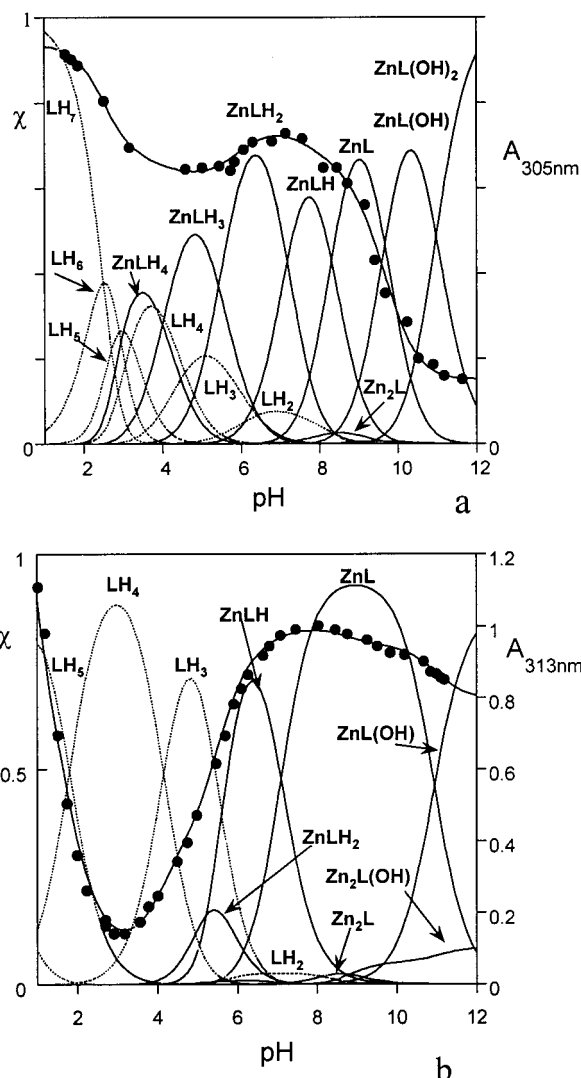 1
ZnL(OH)₂
ZnLH₂
ZnL
ZnL(OH)
χ
LH₇
A₃₀₅ₙₘ
ZnLH
ZnLH₃
LH₆
ZnLH₄
LH₄
LH₅
LH₃
LH₂
Zn₂L
0
0
2
4
6
8
10
12
pH
a
1
1.2
ZnL
LH₄
ZnLH
χ
1
A₃₁₃ₙₘ
LH₅
LH₃
0.8
ZnL(OH)
0.5
0.6
ZnLH₂
0.4
Zn₂L(OH)
Zn₂L
0.2
LH₂
0
0
2
4
6
8
10
12
pH
b